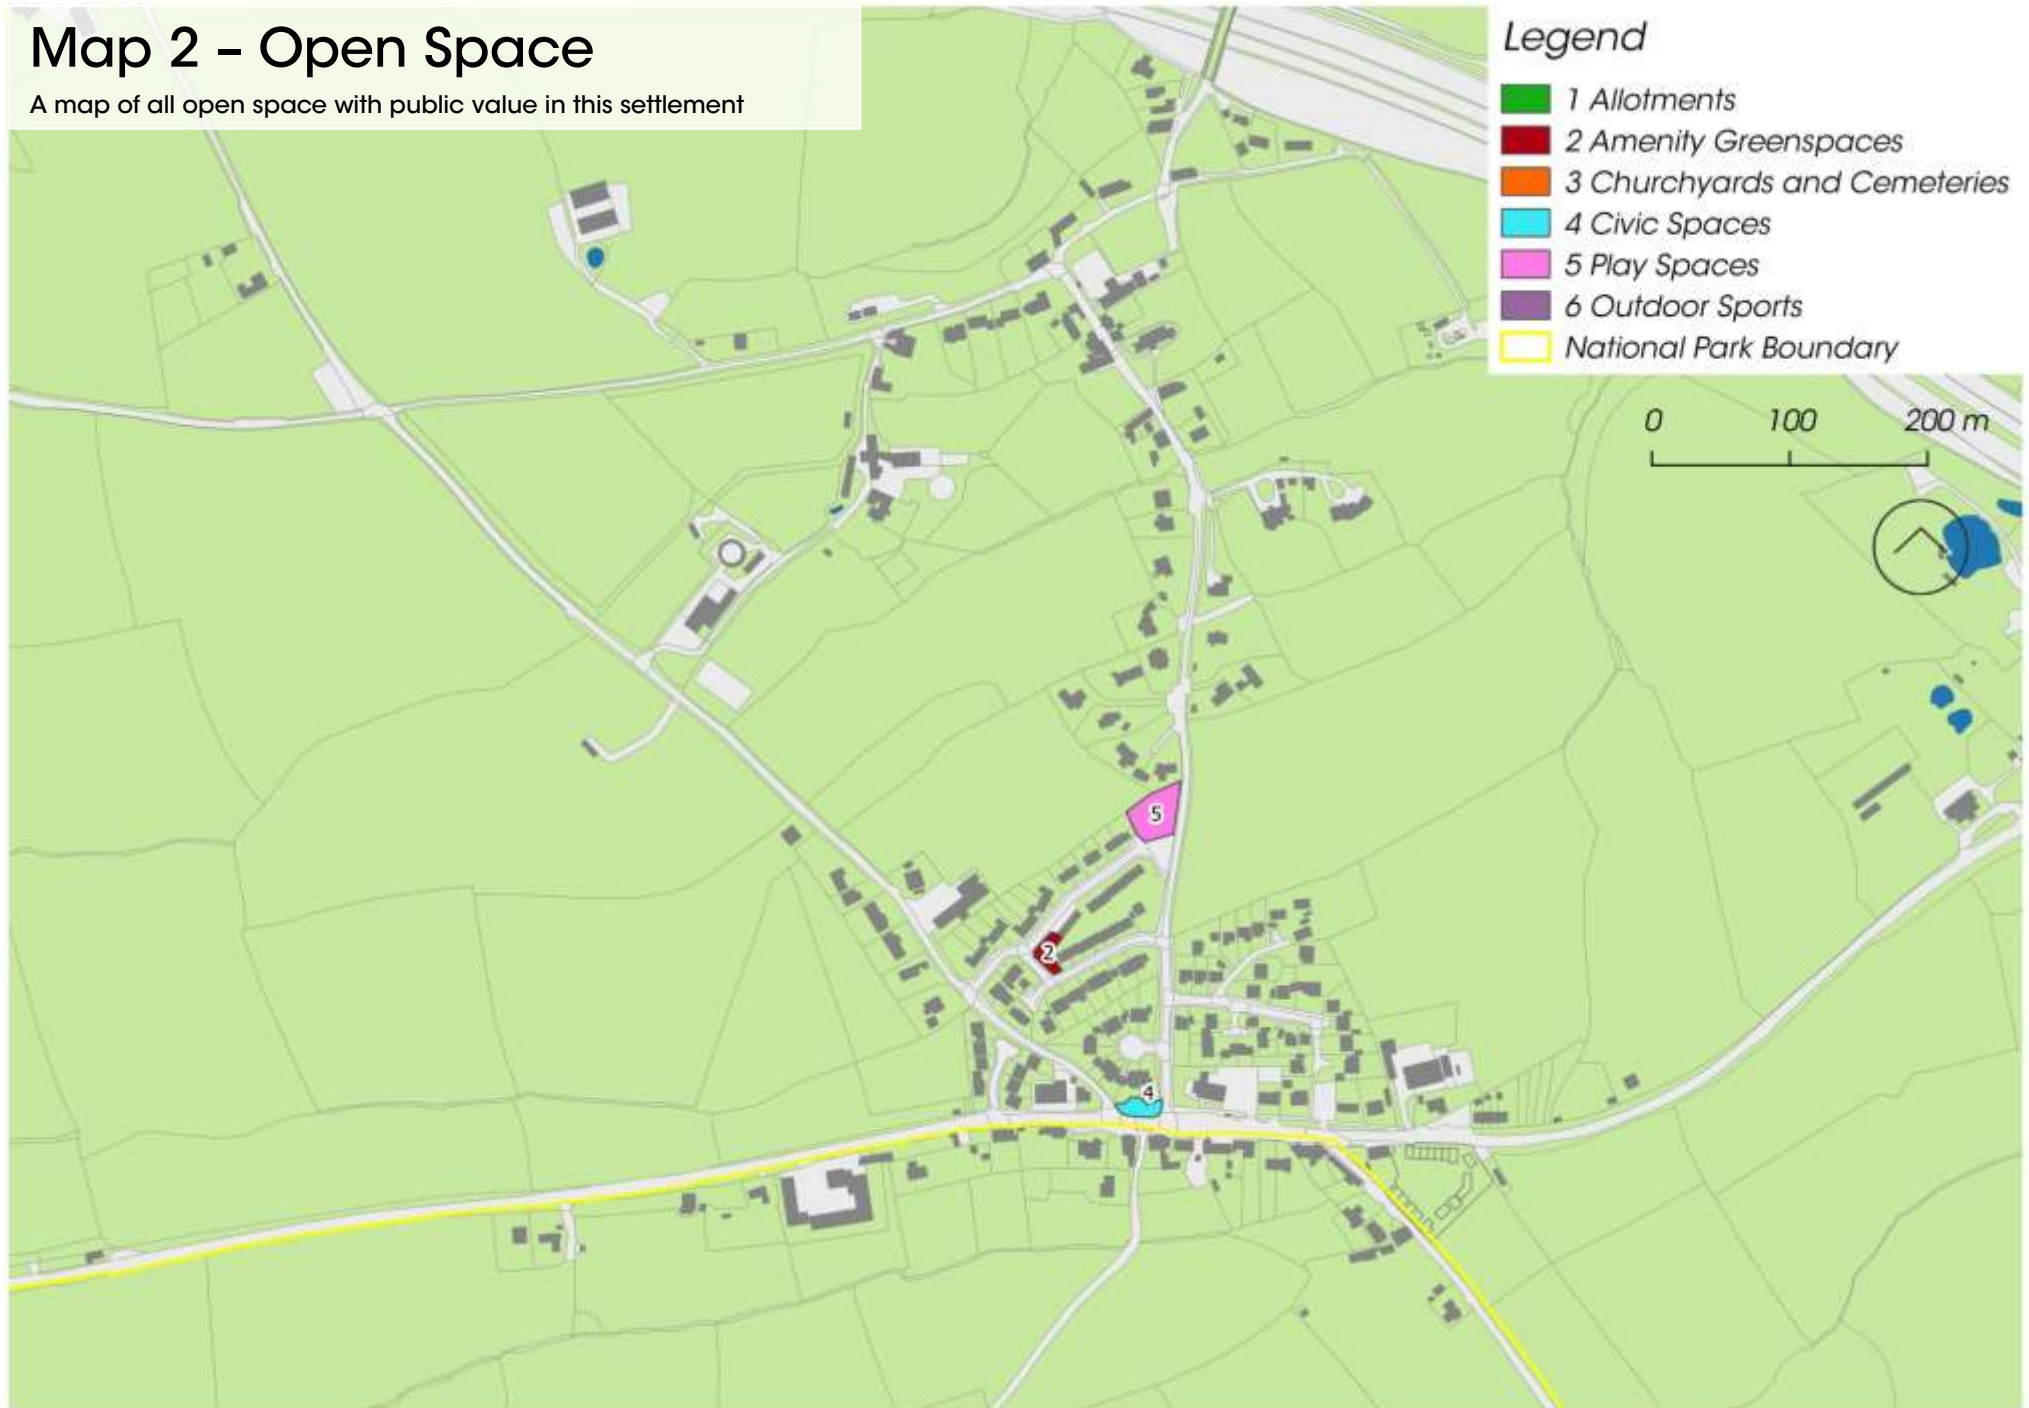 Map 2 – Open Space
A map of all open space with public value in this settlement
Legend
1 Allotments
2 Amenity Greenspaces
3 Churchyards and Cemeteries
4 Civic Spaces
5 Play Spaces
6 Outdoor Sports
National Park Boundary
0 100 200 m
5
2
4